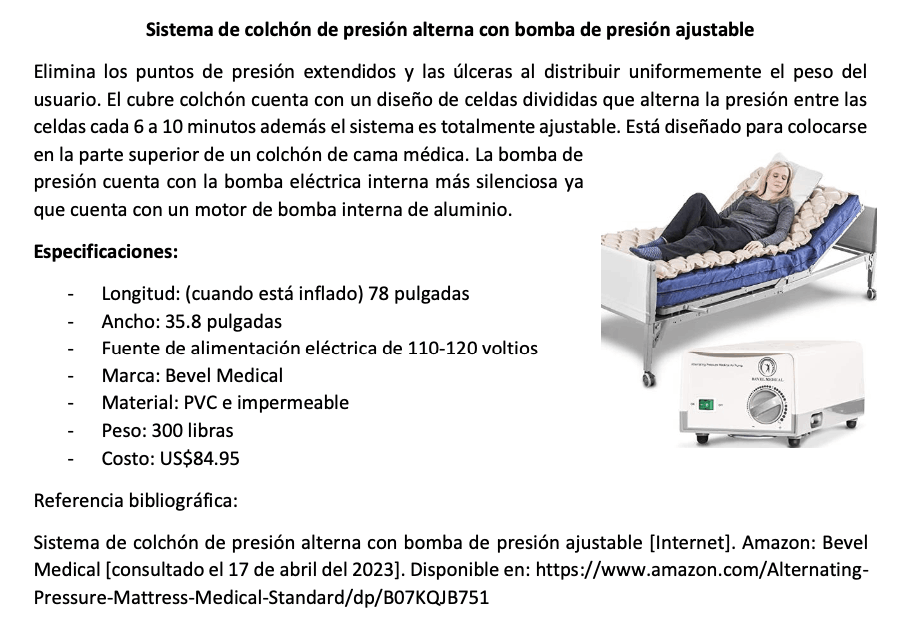 Sistema de colchón de presión alterna con bomba de presión ajustable
Elimina los puntos de presión extendidos y las úlceras al distribuir uniformemente el peso del
usuario. El cubre colchón cuenta con un diseño de celdas divididas que alterna la presión entre las
celdas cada 6 a 10 minutos además el sistema es totalmente ajustable. Está diseñado para colocarse
en la parte superior de un colchón de cama médica. La bomba de
presión cuenta con la bomba eléctrica interna más silenciosa ya
que cuenta con un motor de bomba interna de aluminio.
Especificaciones:
- Longitud: (cuando está inflado) 78 pulgadas
- Ancho: 35.8 pulgadas
- Fuente de alimentación eléctrica de 110-120 voltios
- Marca: Bevel Medical
- Material: PVC e impermeable
- Peso: 300 libras
- Costo: US$84.95
BEVEL MEDICAL
Referencia bibliográfica:
Sistema de colchón de presión alterna con bomba de presión ajustable [Internet]. Amazon: Bevel
Medical [consultado el 17 de abril del 2023]. Disponible en: https://www.amazon.com/Alternating-
Pressure-Mattress-Medical-Standard/dp/B07KQJB751